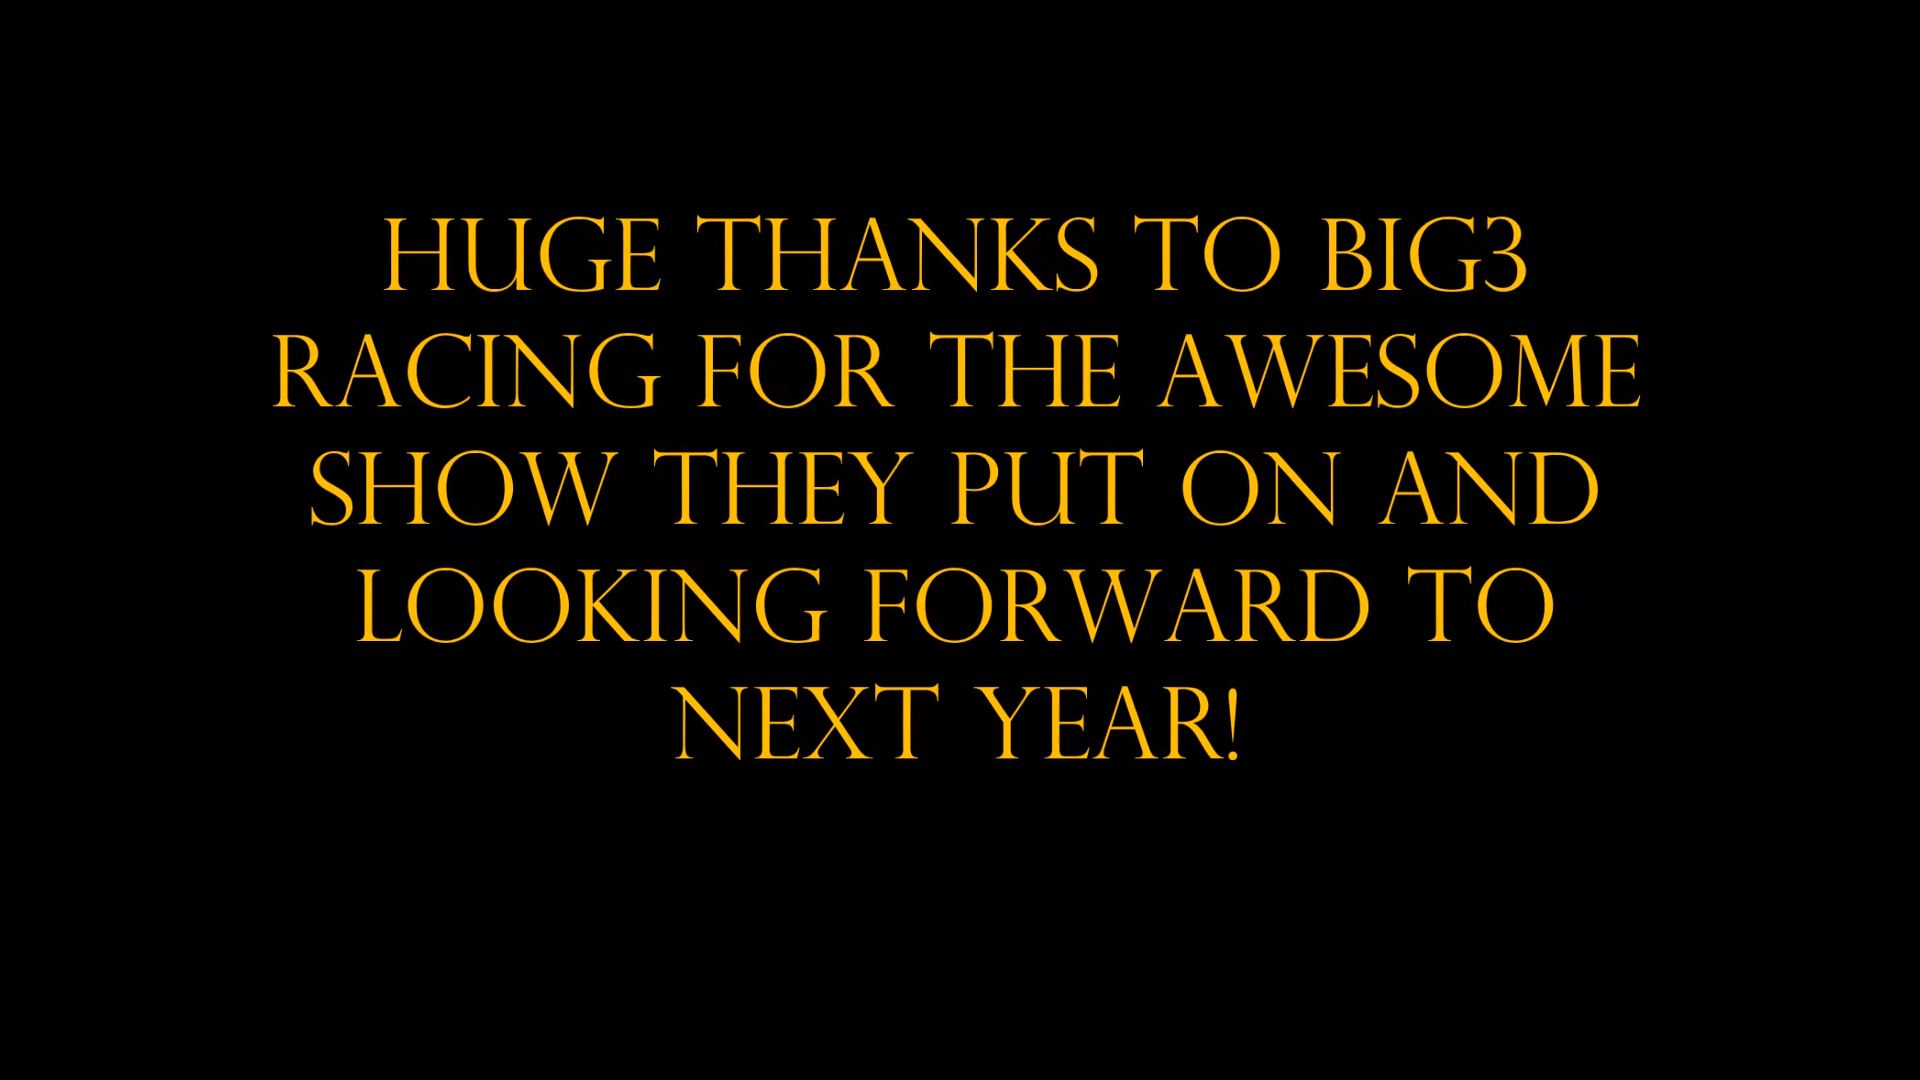 HUGE THANKS TO BIG3
RACING FOR THE AWESOME
SHOW THEY PUT ON AND
LOOKING FORWARD TO
NEXT YEAR!